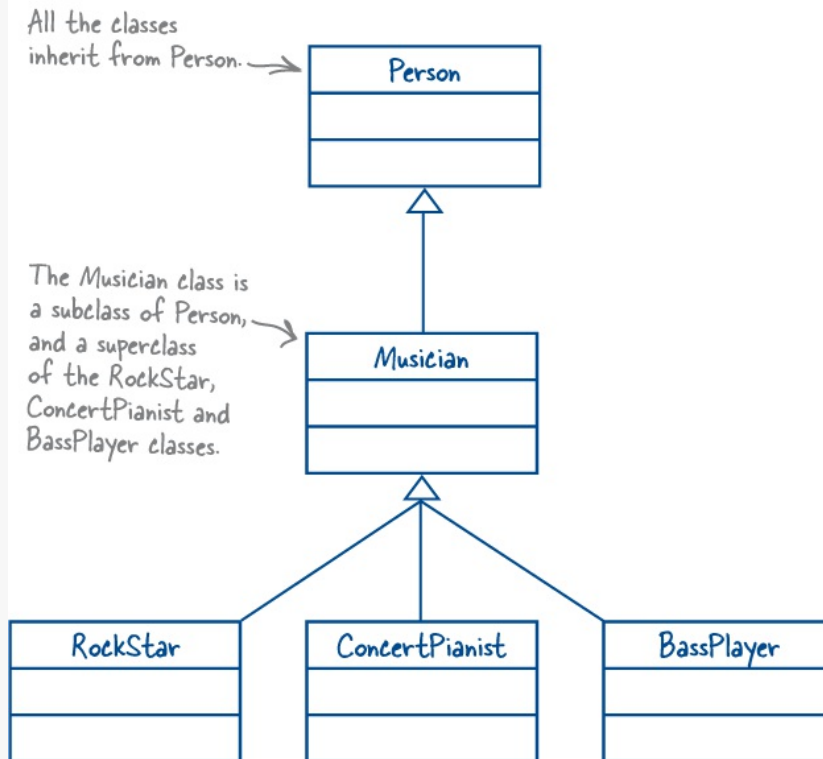 All the classes
inherit from Person.
Person
The Musician class is
a subclass of Person,
and a superclass
of the RockStar,
ConcertPianist and
BassPlayer classes.
Musician
RockStar
ConcertPianist
BassPlayer